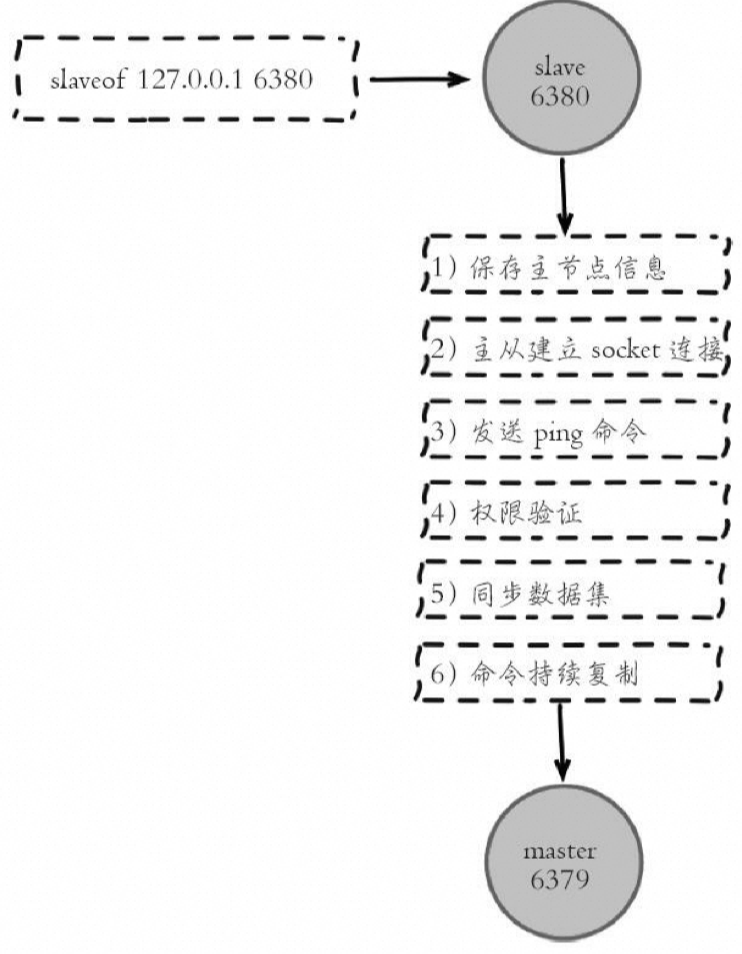 slaveof 127.0.0.1 6380
slave
6380
1) 保存主节点信息
2) 主从建立 socket 连接
3) 发送 ping 命令
4) 权限验证
5) 同步数据集
6) 命令持续复制
master
6379